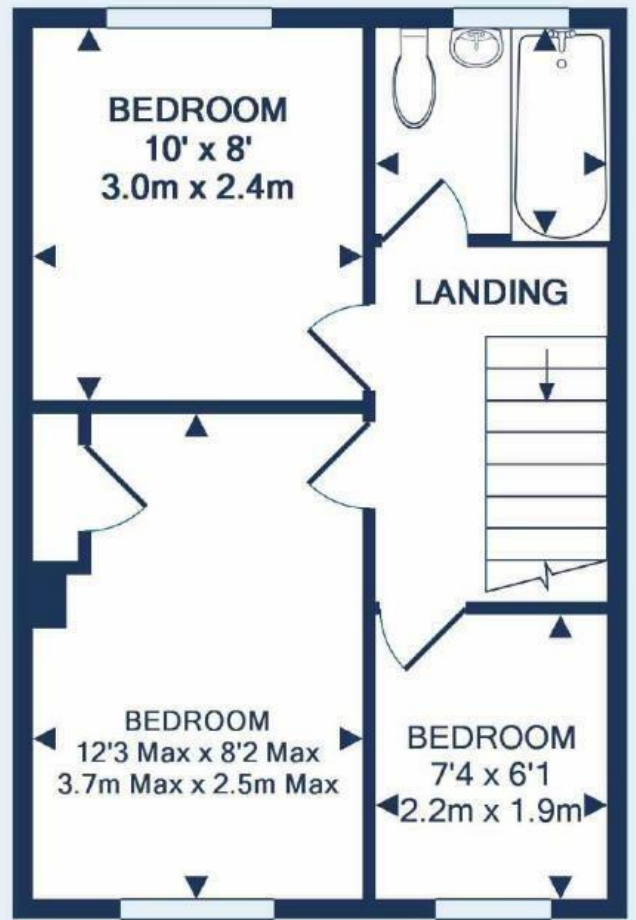 BEDROOM
10' x 8'
3.0m x 2.4m
LANDING
BEDROOM
12'3 Max x 8'2 Max
3.7m Max x 2.5m Max
BEDROOM
7'4 x 6'1
2.2m x 1.9m